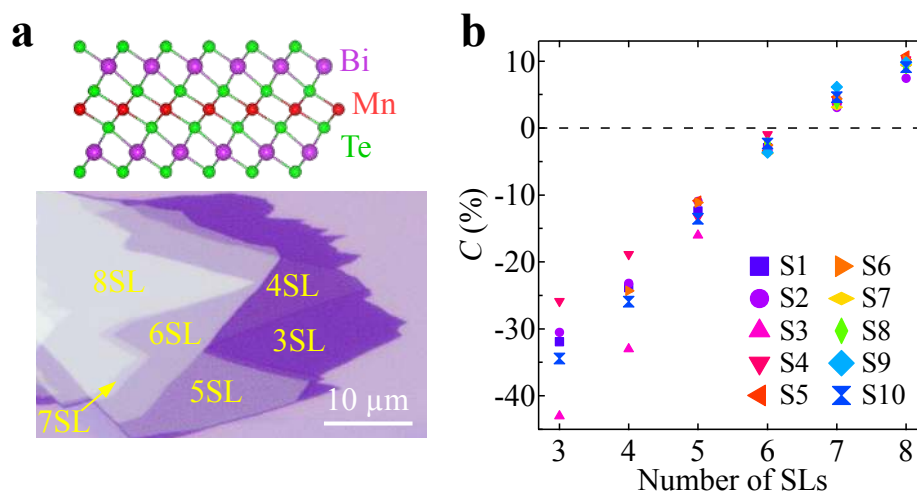 a
Bi
Mn
Te
8SL
4SL
6SL
3SL
5SL
7SL
10 µm
b
C (%)
10
0
-10
-20
-30
-40
S1 S6
S2 S7
S3 S8
S4 S9
S5 S10
3 4 5 6 7 8
Number of SLs